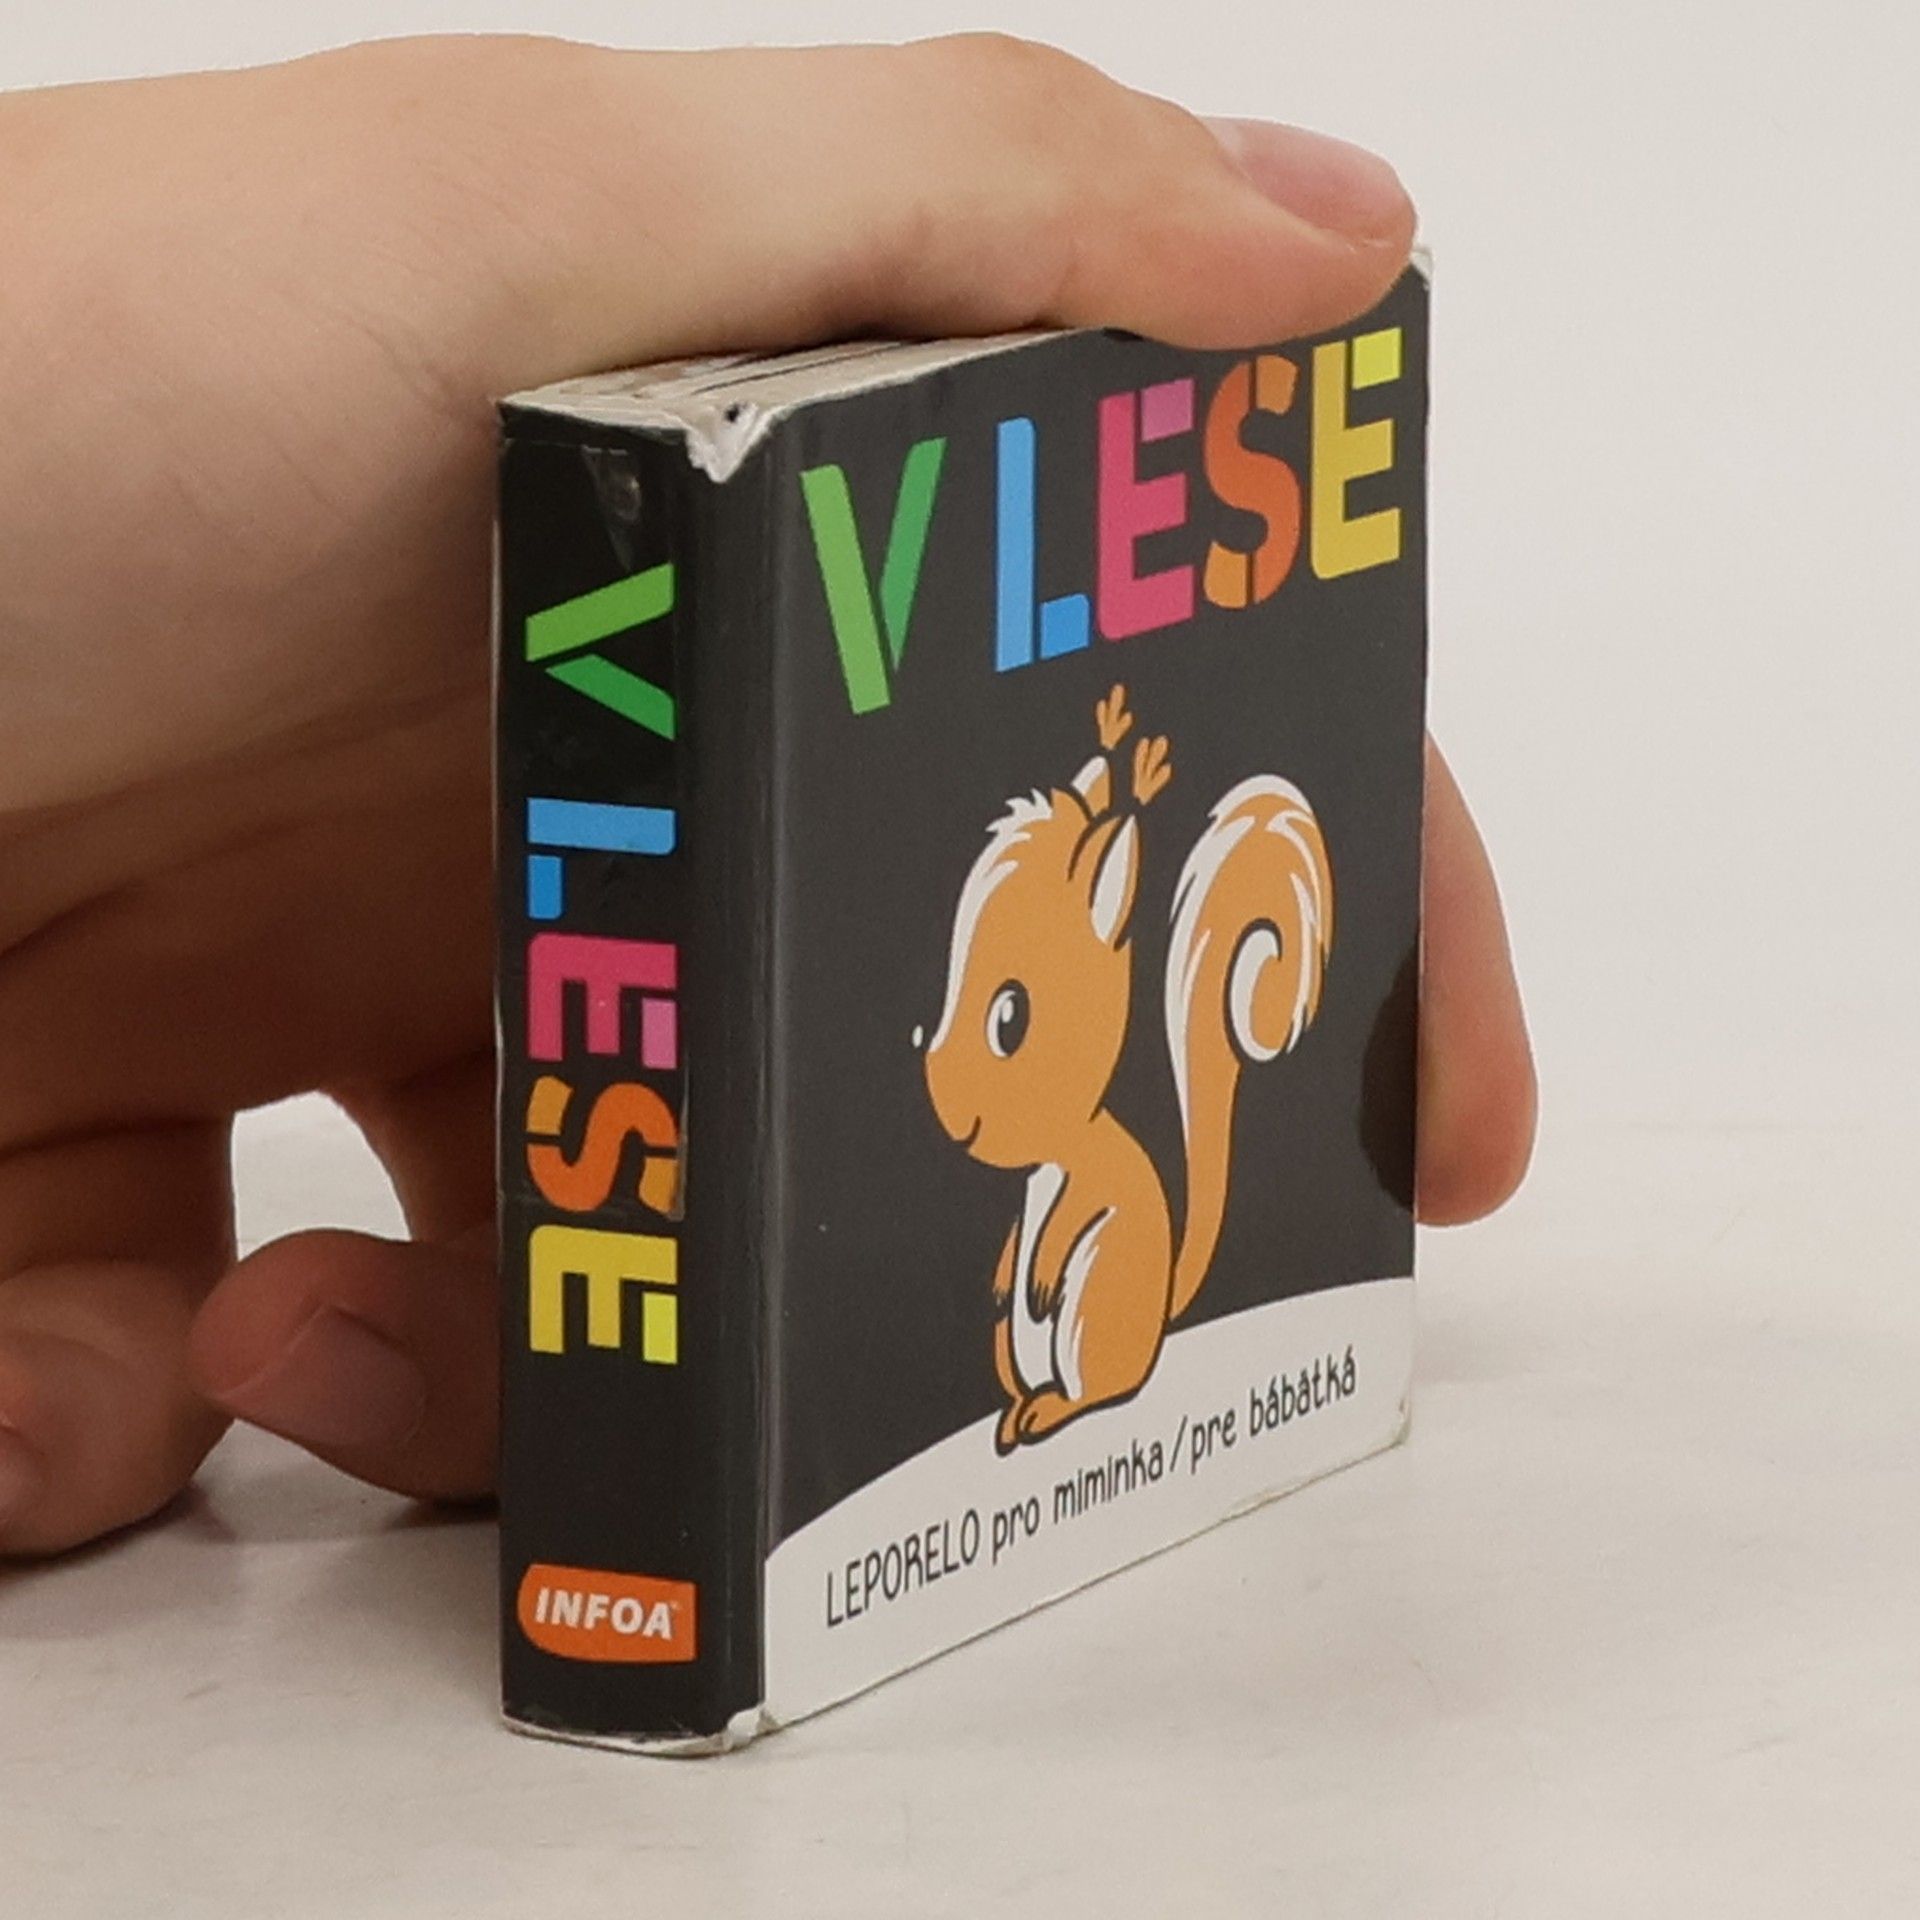 V LESE
V LESE
INFOA
LEPORELO pro miminka / pre bábätká